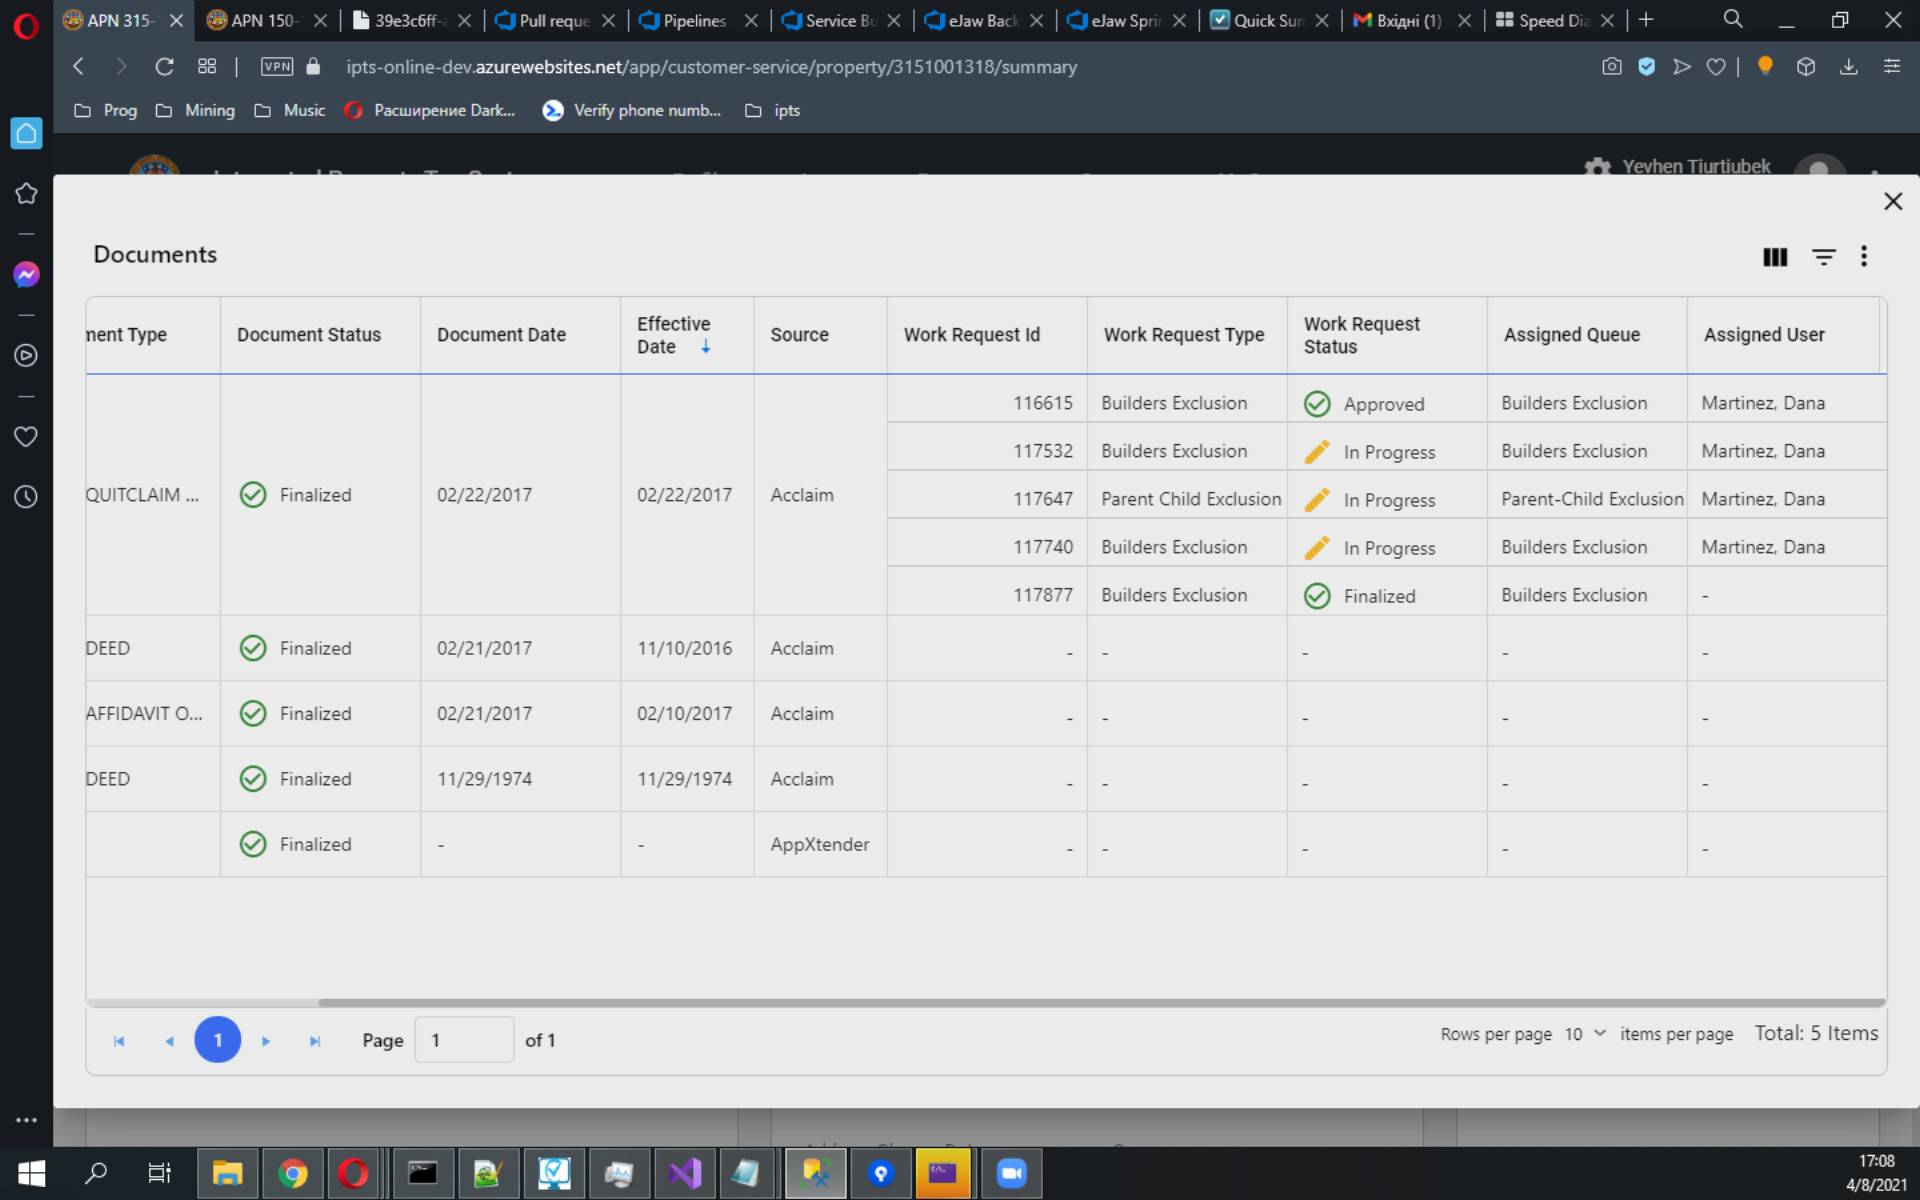 APN 315-
APN 150-
39e3c6ff-a
Pull reque
Pipelines -
Service Bu
eJaw Back
eJaw Sprin
Quick Sum
Вхідні (1)
Speed Dia
VPN
ipts-online-dev.azurewebsites.net/app/customer-service/property/3151001318/summary
Prog
Mining
Music
Расширение Dark...
Verify phone numb...
ipts
Yevhen Tiurtiubek
Documents
nent Type
Document Status
Document Date
Effective
Date
Source
Work Request Id
Work Request Type
Work Request
Status
Assigned Queue
Assigned User
QUITCLAIM ...
Finalized
02/22/2017
02/22/2017
Acclaim
116615 Builders Exclusion Approved Builders Exclusion Martinez, Dana
117532 Builders Exclusion In Progress Builders Exclusion Martinez, Dana
117647 Parent Child Exclusion In Progress Parent-Child Exclusion Martinez, Dana
117740 Builders Exclusion In Progress Builders Exclusion Martinez, Dana
117877 Builders Exclusion Finalized Builders Exclusion -
DEED Finalized 02/21/2017 11/10/2016 Acclaim - - - - -
AFFIDAVIT O... Finalized 02/21/2017 02/10/2017 Acclaim - - - - -
DEED Finalized 11/29/1974 11/29/1974 Acclaim - - - - -
Finalized - - AppXtender - - - - -
1
Page 1 of 1
Rows per page 10 items per page Total: 5 Items
17:08
4/8/2021